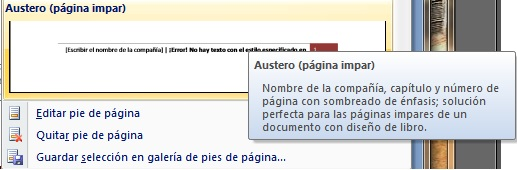 Austero (página impar)
[Escribir el nombre de la compañía] | ¡Error! No hay texto con el estilo especificado en
Austero (página impar)
Nombre de la compañía, capítulo y número de
página con sombreado de énfasis; solución
perfecta para las páginas impares de un
documento con diseño de libro.
Editar pie de página
Quitar pie de página
Guardar selección en galería de pies de página...